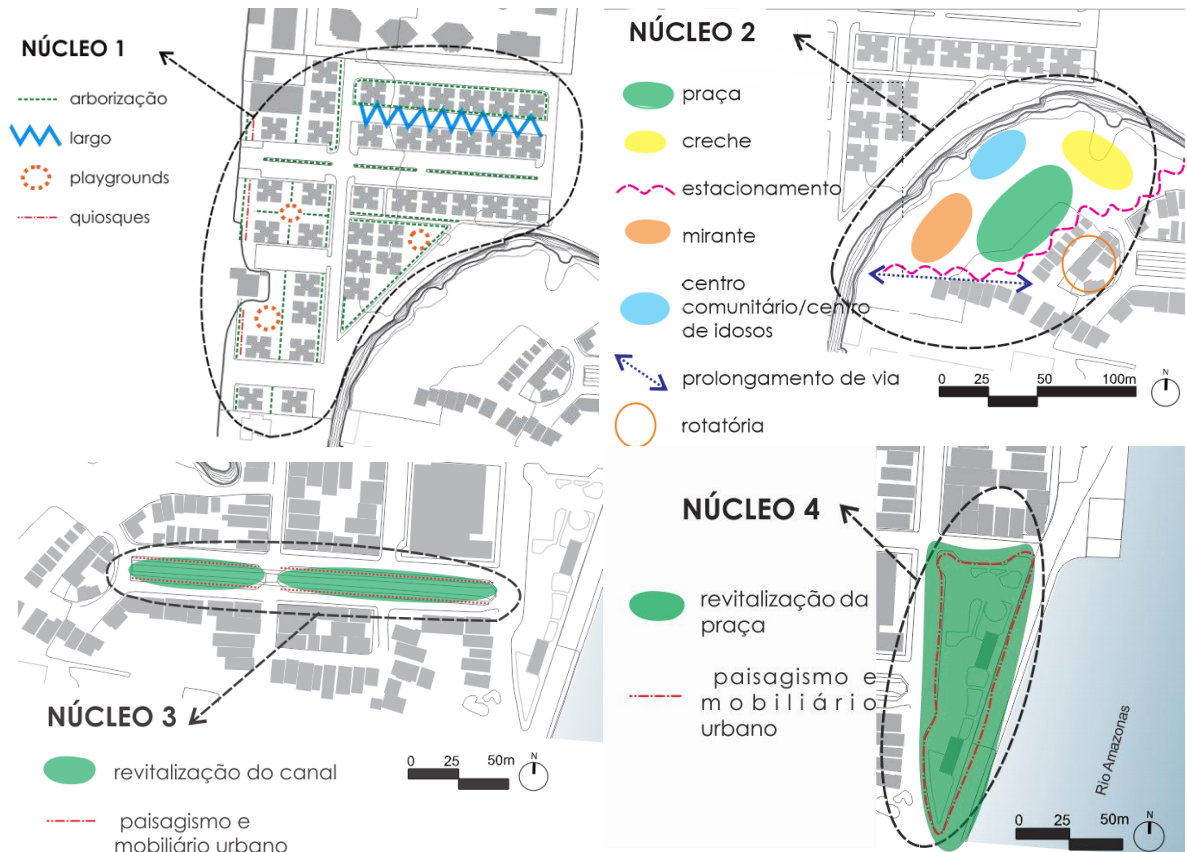 NÚCLEO 1
arborização
largo
playgrounds
quiosques
NÚCLEO 2
praça
creche
estacionamento
mirante
centro
comunitário/centro
de idosos
prolongamento de via
rotatória
0 25 50 100m
N
NÚCLEO 3
revitalização do canal
paisagismo e
mobiliário urbano
0 25 50m
N
NÚCLEO 4
revitalização da
praça
paisagismo e
mobiliário
urbano
Rio Amazonas
0 25 50m
N